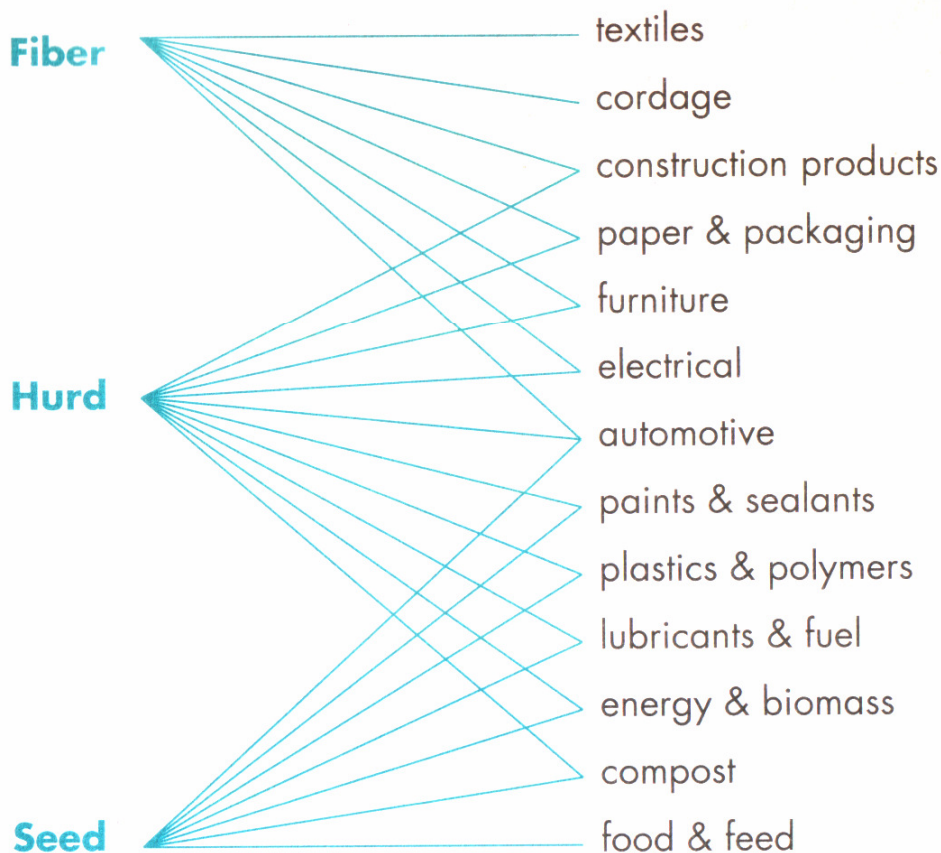 Fiber
textiles
cordage
construction products
paper & packaging
furniture
electrical
Hurd
automotive
paints & sealants
plastics & polymers
lubricants & fuel
energy & biomass
compost
Seed
food & feed